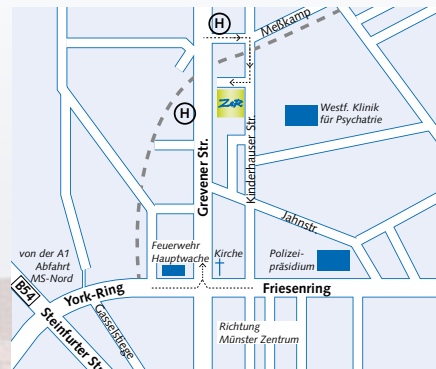 H
Meßkamp
H
ZeR
Westf. Klinik
für Psychatrie
Grevener Str.
Kinderhauser Str.
Jahnstr.
Feuerwehr
Hauptwache
Kirche
Polizei-
präsidium
von der A1
Abfahrt
MS-Nord
B54
York-Ring
Friesenring
Steinfurter Str.
Gasselstiege
Richtung
Münster Zentrum